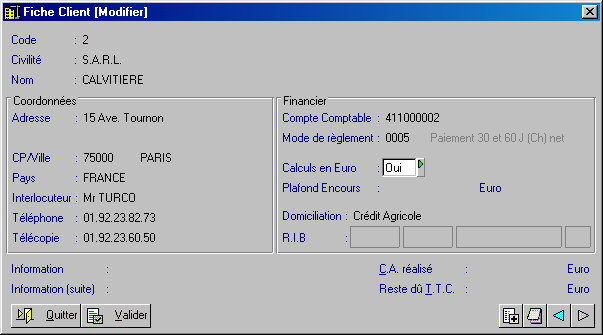 Fiche Client [Modifier]
Code : 2
Civilité : S.A.R.L.
Nom : CALVITIERE
Coordonnées
Adresse : 15 Ave. Tournon
CP/Ville : 75000 PARIS
Pays : FRANCE
Interlocuteur : Mr TURCO
Téléphone : 01.92.23.82.73
Télécopie : 01.92.23.60.50
Financier
Compte Comptable : 411000002
Mode de règlement : 0005 Paiement 30 et 60 J (Ch) net
Calculs en Euro : Oui
Plafond Encours : Euro
Domiciliation : Crédit Agricole
R.I.B :
Information :
Information (suite) :
C.A. réalisé : Euro
Reste dû T.T.C. : Euro
Quitter Valider